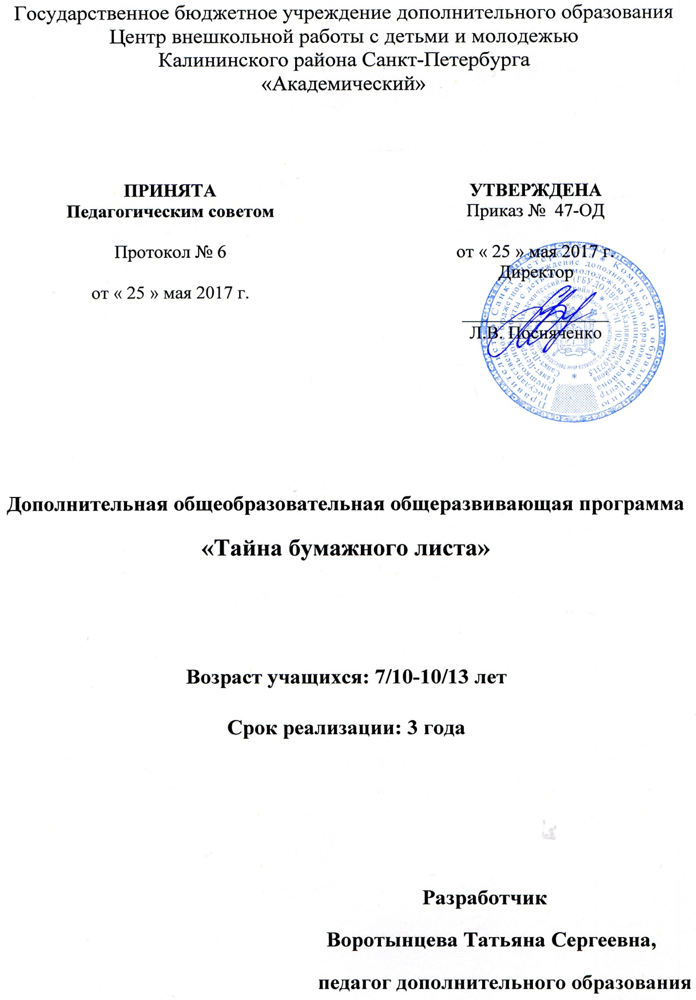 Государственное бюджетное учреждение дополнительного образования
Центр внешкольной работы с детьми и молодежью
Калининского района Санкт-Петербурга
«Академический»
ПРИНЯТА
Педагогическим советом
Протокол № 6
от « 25 » мая 2017 г.
УТВЕРЖДЕНА
Приказ № 47-ОД
от « 25 » мая 2017 г.
Директор
Л.В. Посняченко
Дополнительная общеобразовательная общеразвивающая программа
«Тайна бумажного листа»
Возраст учащихся: 7/10-10/13 лет
Срок реализации: 3 года
Разработчик
Воротынцева Татьяна Сергеевна,
педагог дополнительного образования